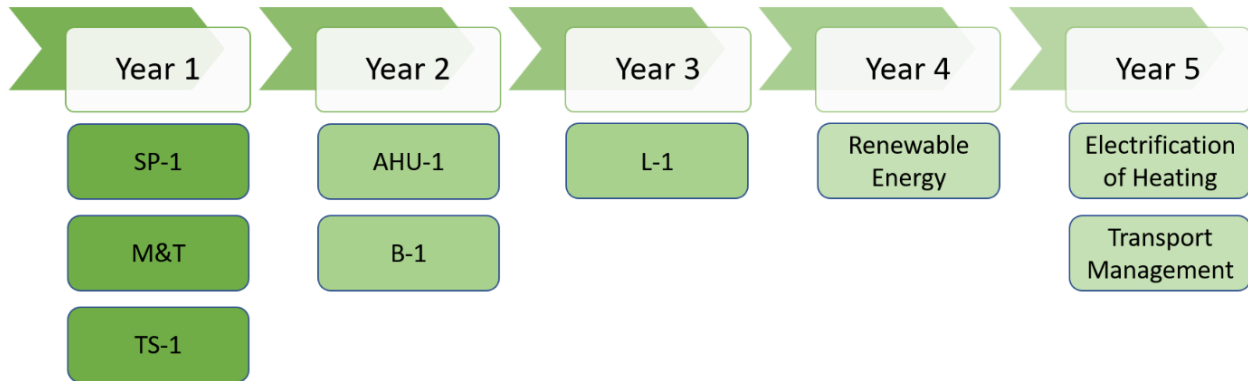 Year 1
Year 2
Year 3
Year 4
Year 5
SP-1
AHU-1
L-1
Renewable
Energy
Electrification
of Heating
M&T
B-1
Transport
Management
TS-1